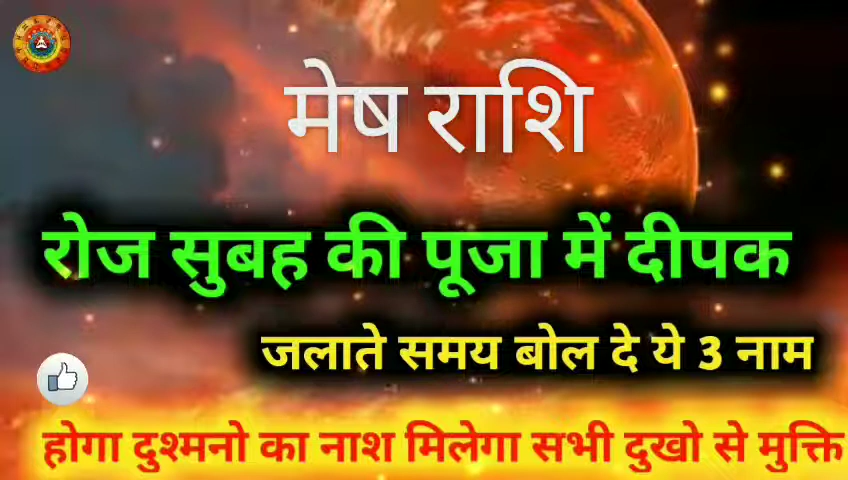 मेष राशि
रोज सुबह की पूजा में दीपक
जलाते समय बोल दे ये 3 नाम
होगा दुश्मनो का नाश मिलेगा सभी दुखो से मुक्ति